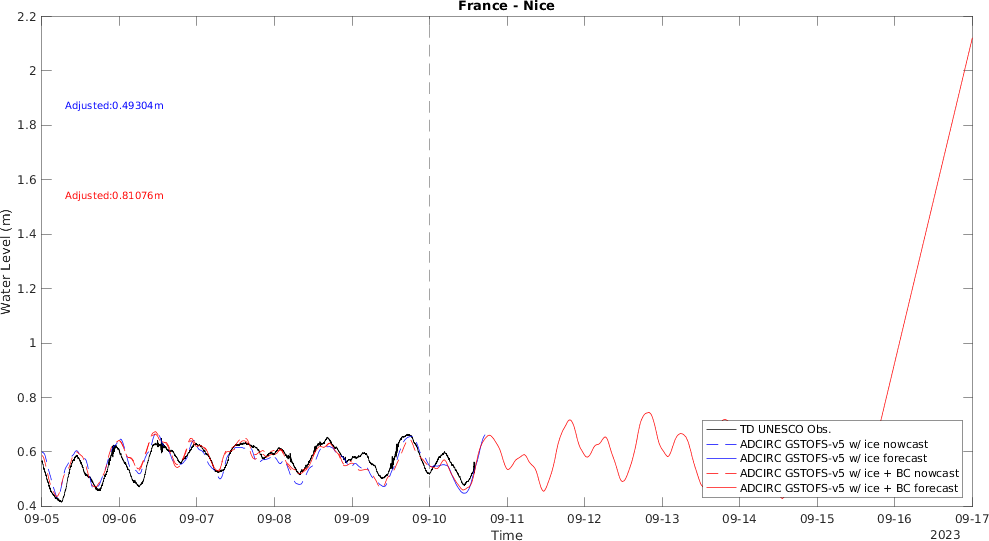 France - Nice
2.2
2
1.8
1.6
1.4
1.2
1
0.8
0.6
0.4
Water Level (m)
Adjusted:0.49304m
Adjusted:0.81076m
TD UNESCO Obs.
ADCIRC GSTOFS-v5 w/ ice nowcast
ADCIRC GSTOFS-v5 w/ ice forecast
ADCIRC GSTOFS-v5 w/ ice + BC nowcast
ADCIRC GSTOFS-v5 w/ ice + BC forecast
09-05 09-06 09-07 09-08 09-09 09-10 09-11 09-12 09-13 09-14 09-15 09-16 09-17
Time
2023